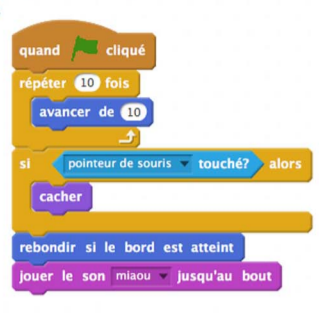 quand cliqué
répéter 10 fois
avancer de 10
si pointeur de souris touché? alors
cacher
rebondir si le bord est atteint
jouer le son miaou jusqu'au bout